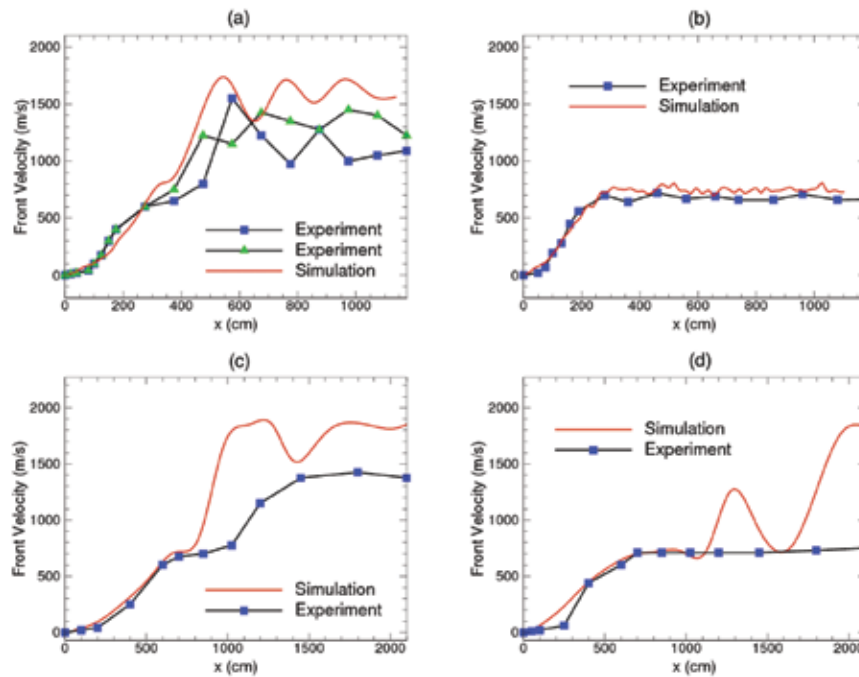 (a)
2000
1500
1000
500
0
Front Velocity (m/s)
Experiment
Experiment
Simulation
0 200 400 600 800 1000
x (cm)
(b)
2000
1500
1000
500
0
Front Velocity (m/s)
Experiment
Simulation
0 200 400 600 800 1000
x (cm)
(c)
2000
1500
1000
500
0
Front Velocity (m/s)
Simulation
Experiment
0 500 1000 1500 2000
x (cm)
(d)
2000
1500
1000
500
0
Front Velocity (m/s)
Simulation
Experiment
0 500 1000 1500 2000
x (cm)